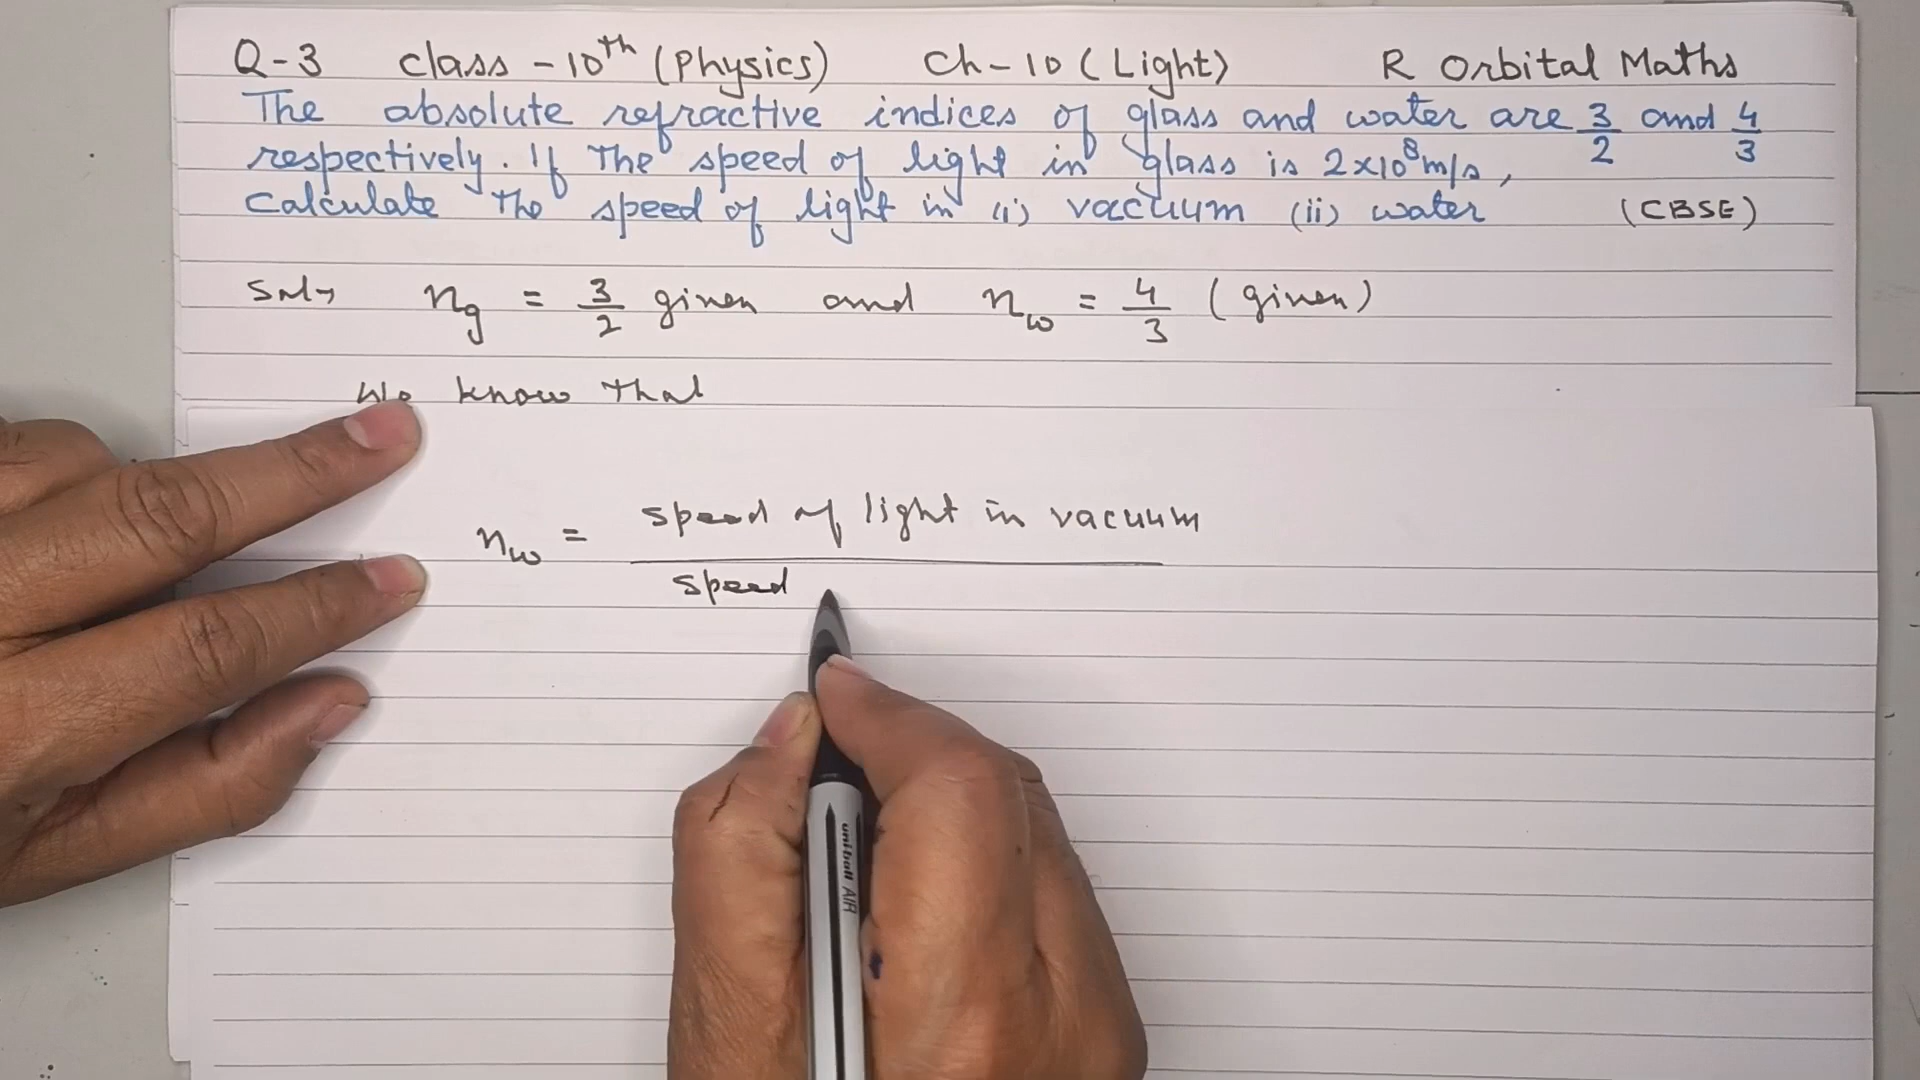 Q-3 class - 10th (Physics) Ch-10 (Light) R Orbital Maths
The absolute refractive indices of glass and water are 3/2 and 4/3
respectively. If the speed of light in glass is 2x10⁸m/s,
Calculate the speed of light in (i) vacuum (ii) water (CBSE)
Sol→ ng = 3/2 given and nw = 4/3 (given)
We know that
nw = speed of light in vacuum
speed
uniball AIR